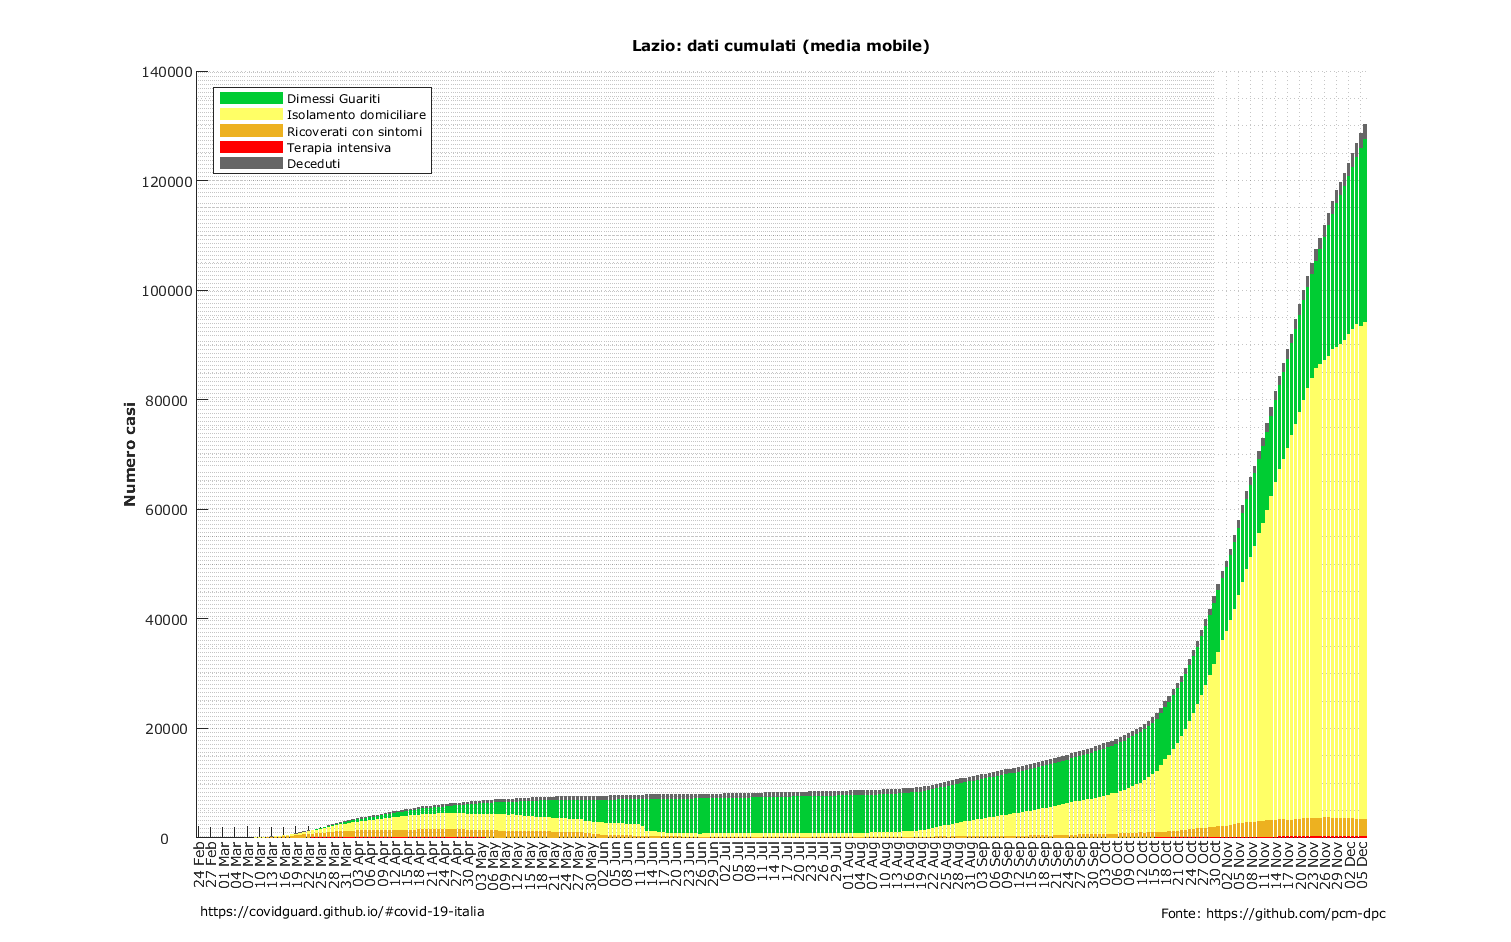 Lazio: dati cumulati (media mobile)
140000
120000
100000
80000
60000
40000
20000
0
Numero casi
Dimessi Guariti
Isolamento domiciliare
Ricoverati con sintomi
Terapia intensiva
Deceduti
24 Feb
27 Feb
01 Mar
04 Mar
07 Mar
10 Mar
13 Mar
16 Mar
19 Mar
22 Mar
25 Mar
28 Mar
31 Mar
03 Apr
06 Apr
09 Apr
12 Apr
15 Apr
18 Apr
21 Apr
24 Apr
27 Apr
30 Apr
03 May
06 May
09 May
12 May
15 May
18 May
21 May
24 May
27 May
30 May
02 Jun
05 Jun
08 Jun
11 Jun
14 Jun
17 Jun
20 Jun
23 Jun
26 Jun
29 Jun
02 Jul
05 Jul
08 Jul
11 Jul
14 Jul
17 Jul
20 Jul
23 Jul
26 Jul
29 Jul
01 Aug
04 Aug
07 Aug
10 Aug
13 Aug
16 Aug
19 Aug
22 Aug
25 Aug
28 Aug
31 Aug
03 Sep
06 Sep
09 Sep
12 Sep
15 Sep
18 Sep
21 Sep
24 Sep
27 Sep
30 Sep
03 Oct
06 Oct
09 Oct
12 Oct
15 Oct
18 Oct
21 Oct
24 Oct
27 Oct
30 Oct
02 Nov
05 Nov
08 Nov
11 Nov
14 Nov
17 Nov
20 Nov
23 Nov
26 Nov
29 Nov
02 Dec
05 Dec
https://covidguard.github.io/#covid-19-italia
Fonte: https://github.com/pcm-dpc